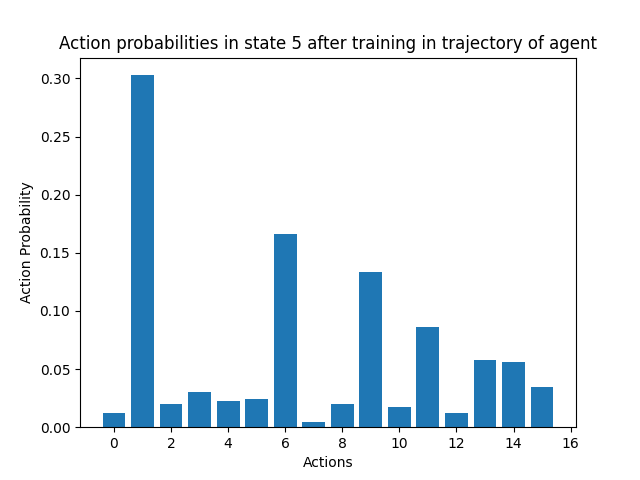 Action probabilities in state 5 after training in trajectory of agent
0.30
0.25
0.20
0.15
0.10
0.05
0.00
Action Probability
0 2 4 6 8 10 12 14 16
Actions